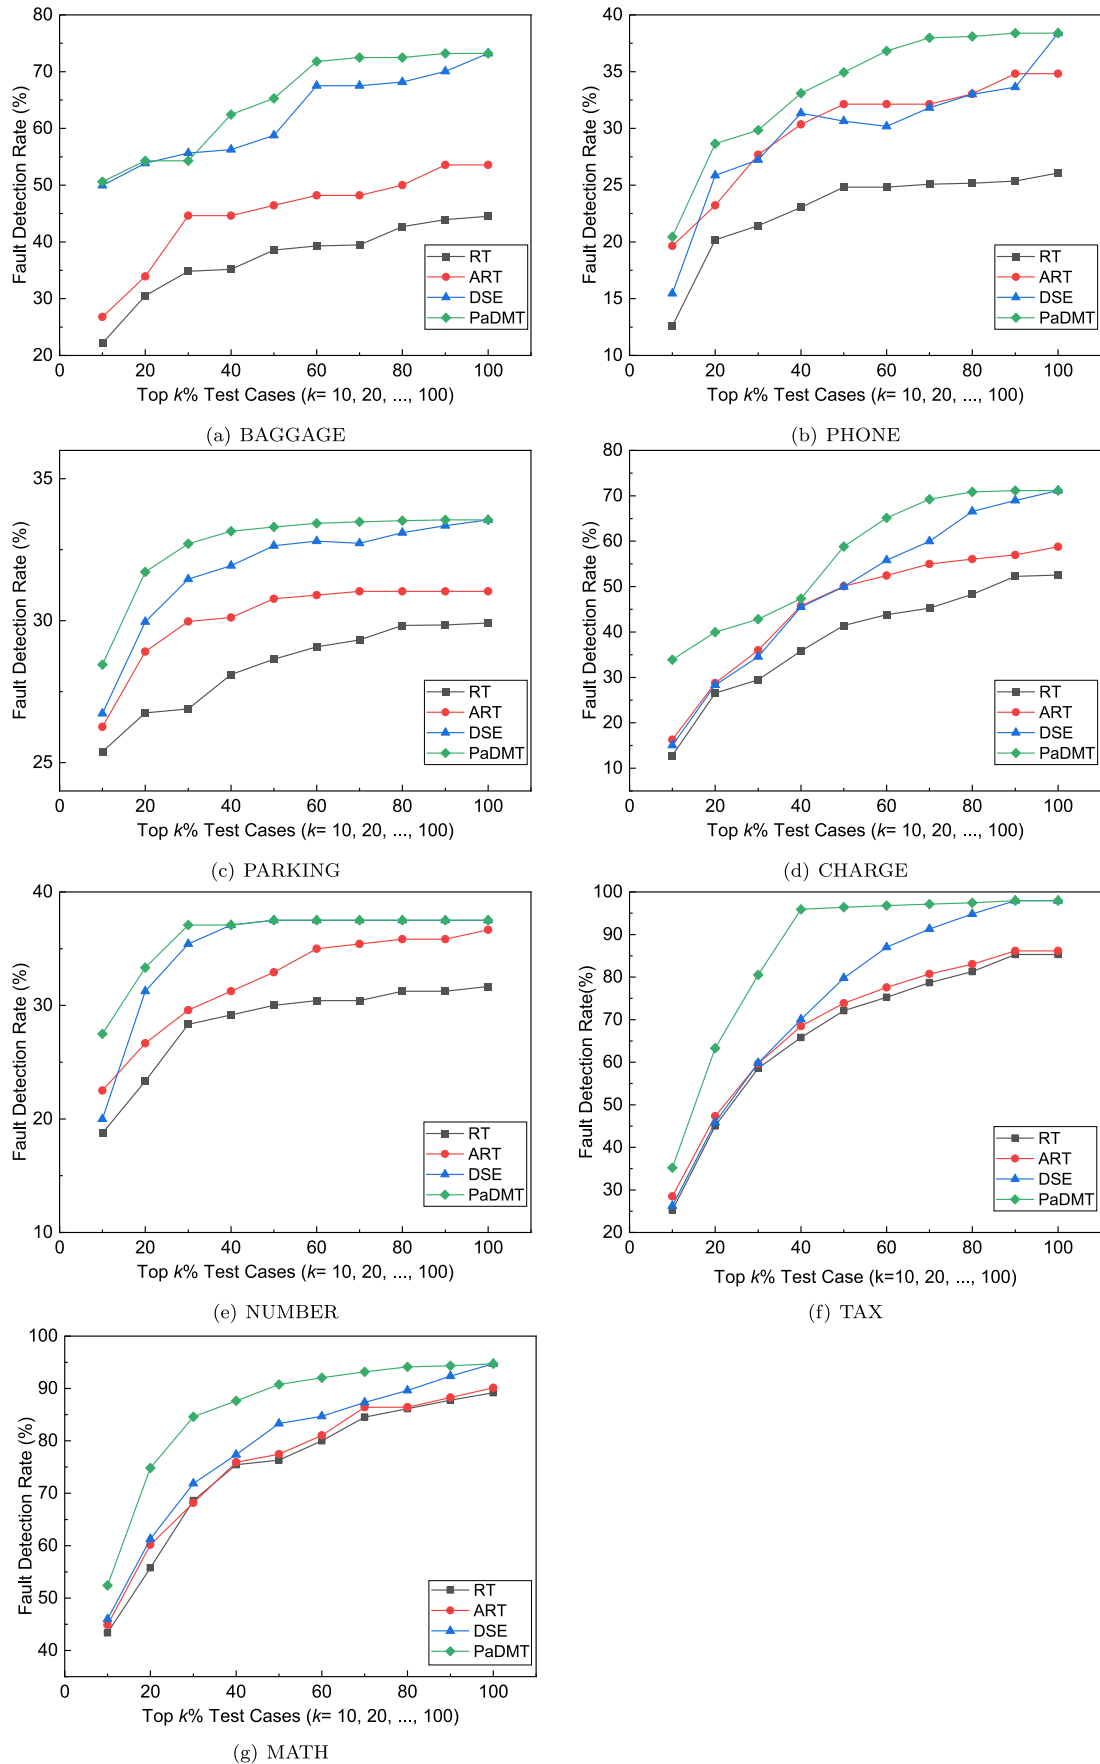 80
70
60
50
40
30
20
Fault Detection Rate (%)
RT
ART
DSE
PaDMT
0 20 40 60 80 100
Top k% Test Cases (k= 10, 20, ..., 100)
(a) BAGGAGE
40
35
30
25
20
15
10
Fault Detection Rate (%)
RT
ART
DSE
PaDMT
0 20 40 60 80 100
Top k% Test Cases (k= 10, 20, ..., 100)
(b) PHONE
35
30
25
Fault Detection Rate (%)
RT
ART
DSE
PaDMT
0 20 40 60 80 100
Top k% Test Cases (k= 10, 20, ..., 100)
(c) PARKING
80
70
60
50
40
30
20
10
Fault Detection Rate (%)
RT
ART
DSE
PaDMT
0 20 40 60 80 100
Top k% Test Cases (k= 10, 20, ..., 100)
(d) CHARGE
40
30
20
10
Fault Detection Rate (%)
RT
ART
DSE
PaDMT
0 20 40 60 80 100
Top k% Test Cases (k= 10, 20, ..., 100)
(e) NUMBER
100
90
80
70
60
50
40
30
20
Fault Detection Rate(%)
RT
ART
DSE
PaDMT
0 20 40 60 80 100
Top k% Test Case (k=10, 20, ..., 100)
(f) TAX
100
90
80
70
60
50
40
Fault Detection Rate (%)
RT
ART
DSE
PaDMT
0 20 40 60 80 100
Top k% Test Cases (k= 10, 20, ..., 100)
(g) MATH